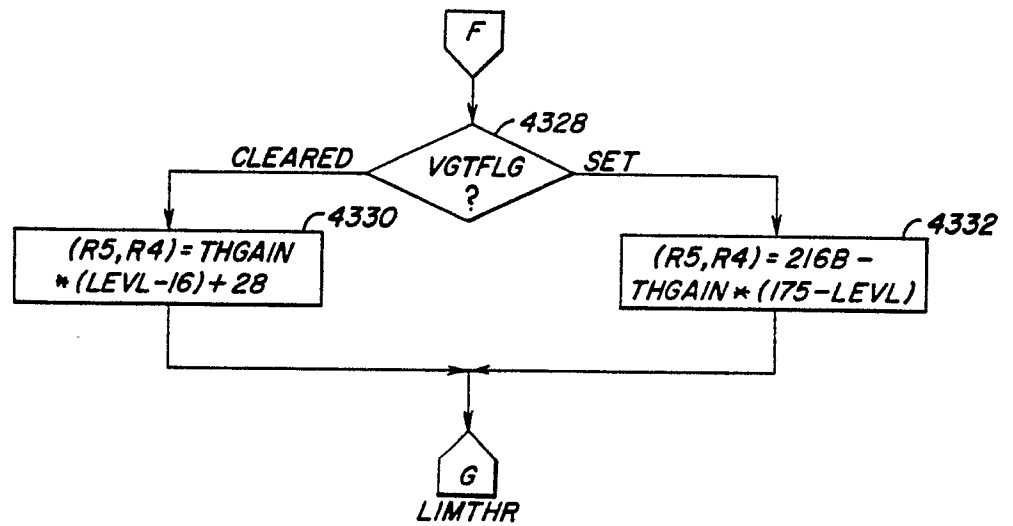 F
4328
CLEARED
VGTFLG
?
SET
4330
(R5,R4)=THGAIN
*(LEVL-16)+28
4332
(R5,R4)=216B-
THGAIN*(175-LEVL)
G
LIMTHR